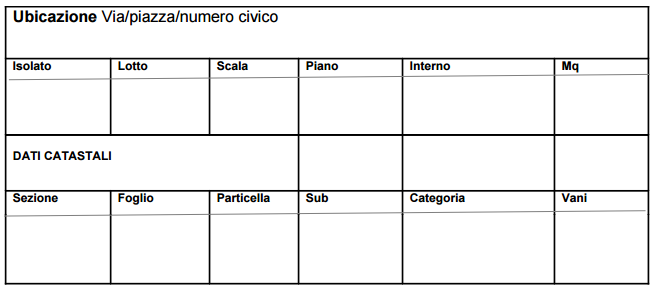 Ubicazione Via/piazza/numero civico
Isolato Lotto Scala Piano Interno Mq
DATI CATASTALI
Sezione Foglio Particella Sub Categoria Vani